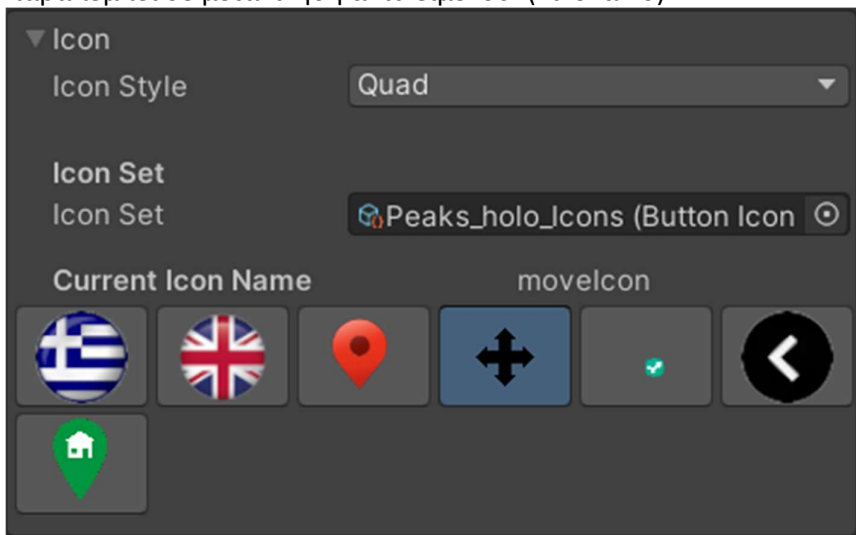 Icon
Icon Style Quad
Icon Set
Icon Set Peaks_holo_Icons (Button Icon
Current Icon Name moveIcon